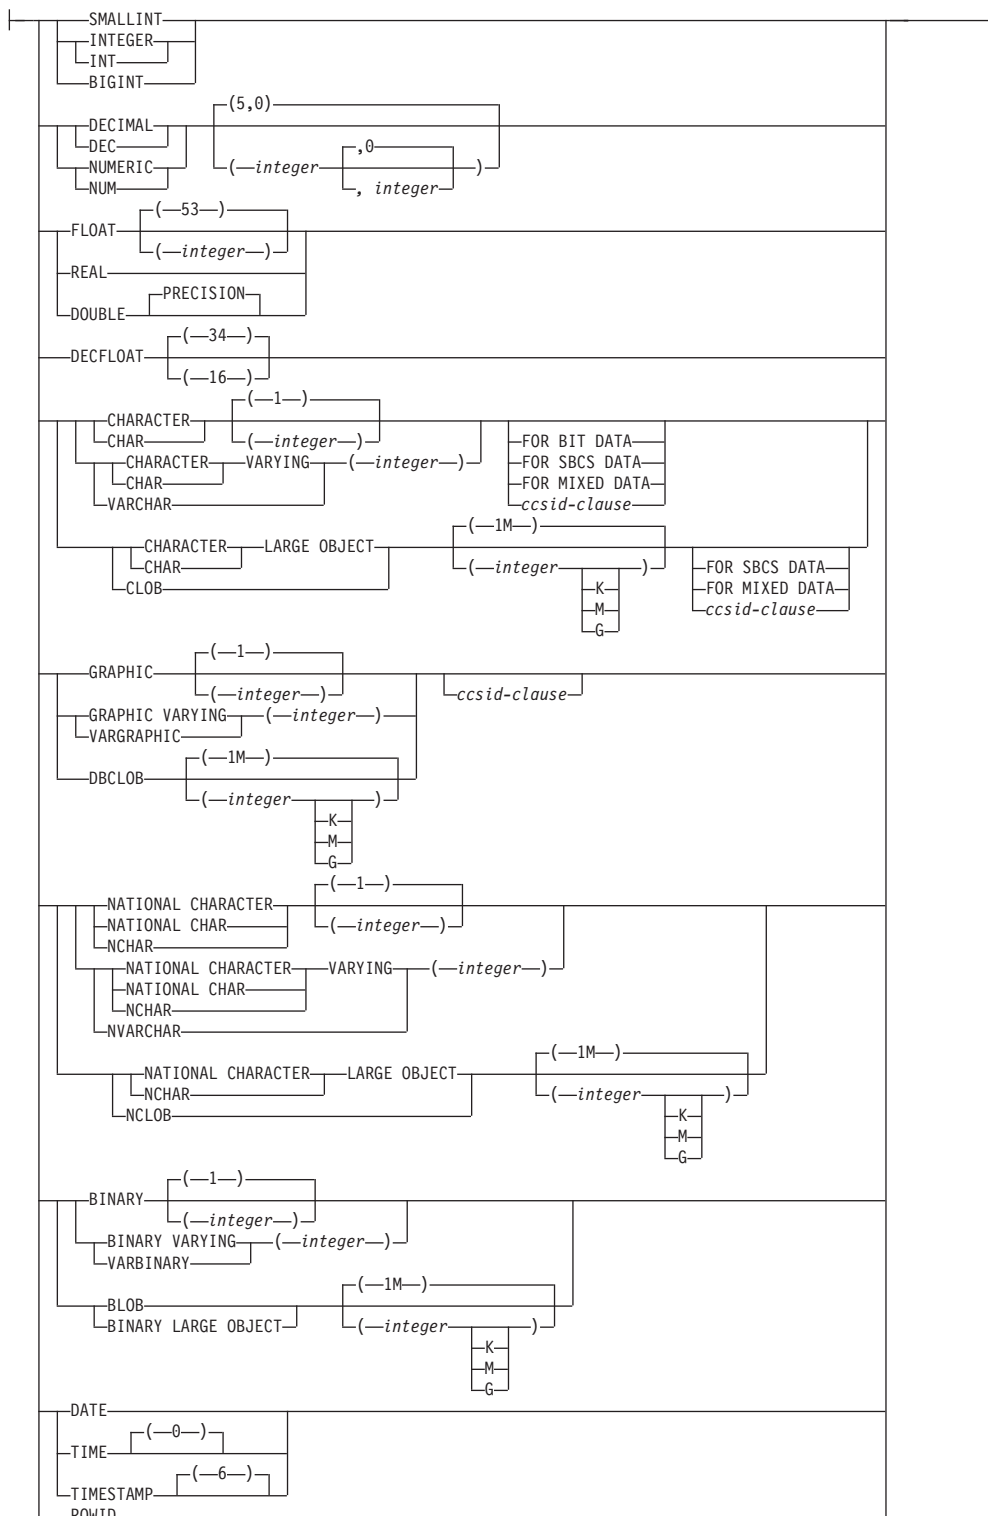 SMALLINT
INTEGER
INT
BIGINT
(5,0)
DECIMAL
DEC
,0
NUMERIC
( integer )
NUM
, integer
( 53 )
FLOAT
( integer )
REAL
PRECISION
DOUBLE
( 34 )
DECFLOAT
( 16 )
( 1 )
CHARACTER
CHAR ( integer ) FOR BIT DATA
CHARACTER VARYING ( integer ) FOR SBCS DATA
CHAR FOR MIXED DATA
VARCHAR ccsid-clause
( 1M )
CHARACTER LARGE OBJECT
CHAR ( integer ) FOR SBCS DATA
CLOB K FOR MIXED DATA
M ccsid-clause
G
( 1 )
GRAPHIC
( integer ) ccsid-clause
GRAPHIC VARYING ( integer )
VARGRAPHIC
( 1M )
DBCLOB
( integer )
K
M
G
( 1 )
NATIONAL CHARACTER
NATIONAL CHAR ( integer )
NCHAR
NATIONAL CHARACTER VARYING ( integer )
NATIONAL CHAR
NCHAR
NVARCHAR
( 1M )
NATIONAL CHARACTER LARGE OBJECT
NCHAR ( integer )
NCLOB K
M
G
( 1 )
BINARY
( integer )
BINARY VARYING ( integer )
VARBINARY
( 1M )
BLOB
BINARY LARGE OBJECT ( integer )
K
M
G
DATE
( 0 )
TIME
( 6 )
TIMESTAMP
ROWID